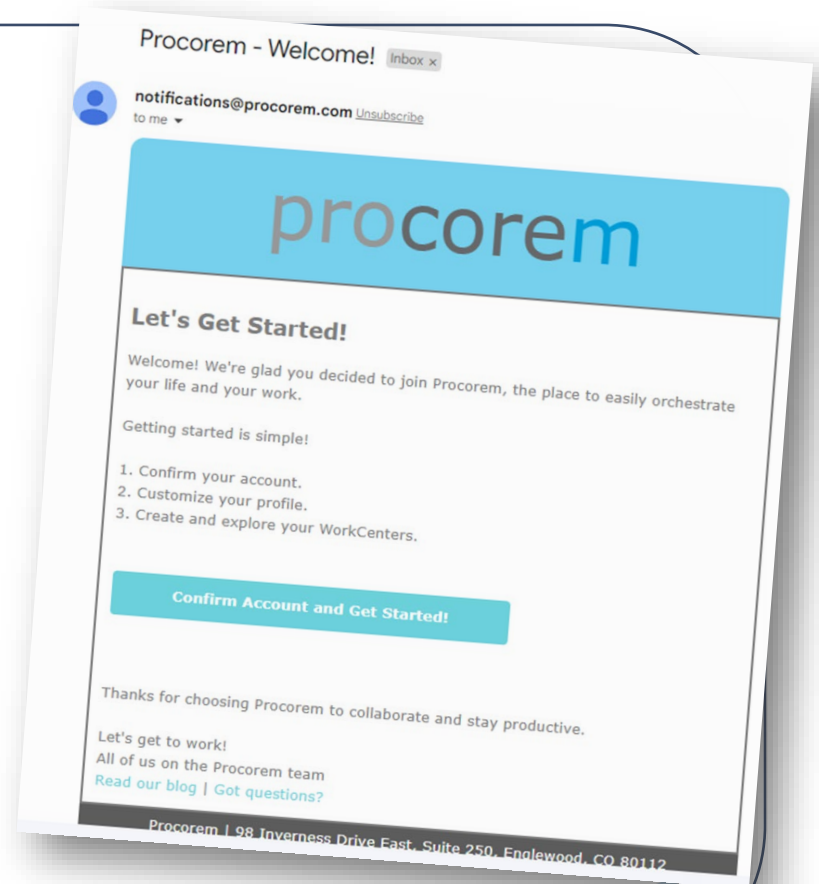 Procorem - Welcome! Inbox ×
notifications@procorem.com Unsubscribe
to me
procorem
Let's Get Started!
Welcome! We're glad you decided to join Procorem, the place to easily orchestrate
your life and your work.
Getting started is simple!
1. Confirm your account.
2. Customize your profile.
3. Create and explore your WorkCenters.
Confirm Account and Get Started!
Thanks for choosing Procorem to collaborate and stay productive.
Let's get to work!
All of us on the Procorem team
Read our blog | Got questions?
Procorem | 98 Inverness Drive East, Suite 250, Englewood, CO 80112